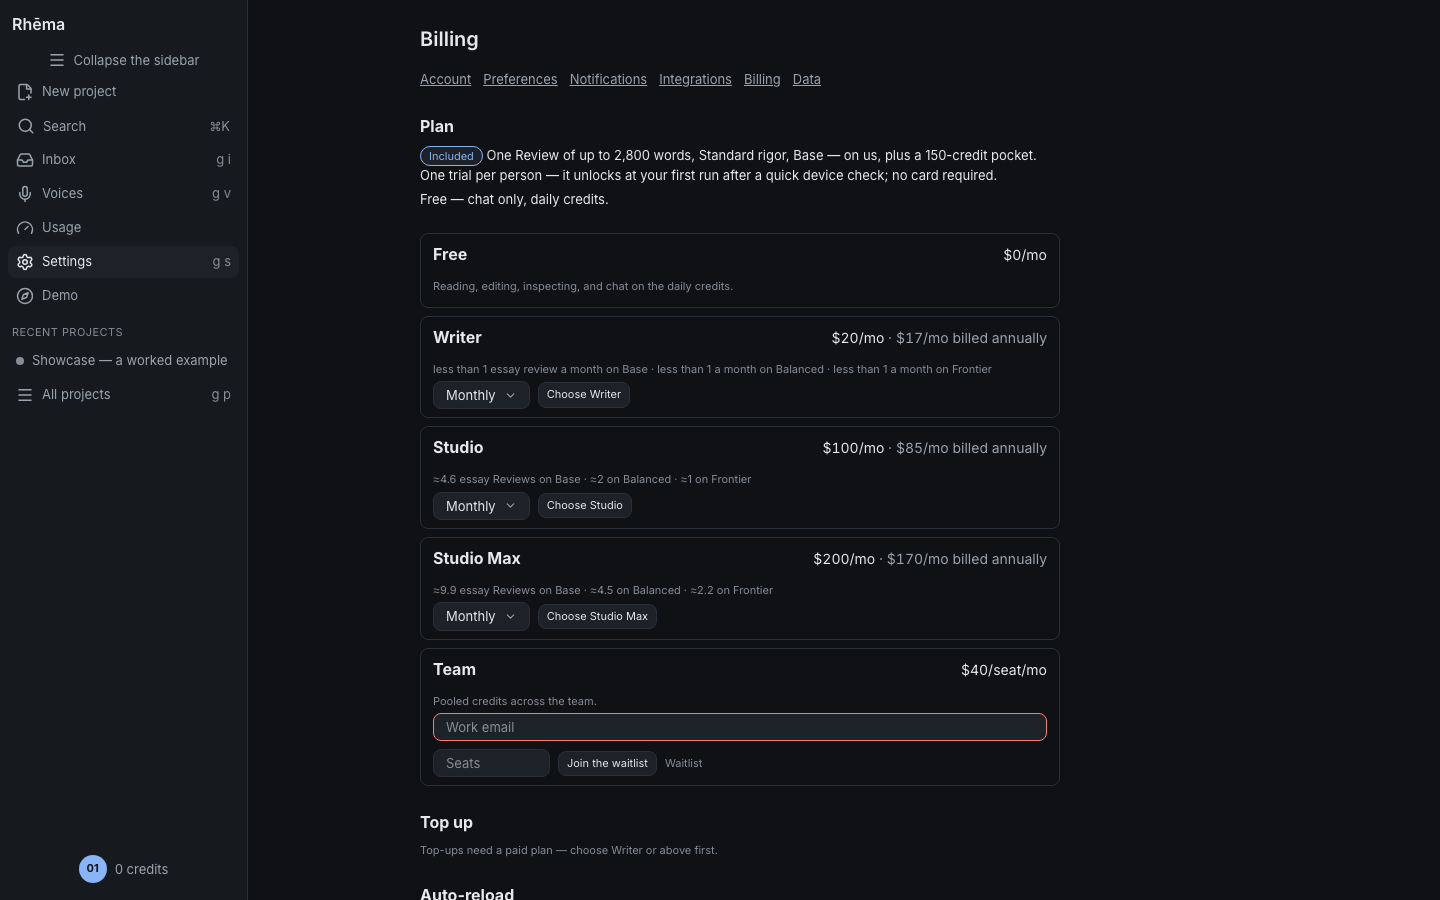 Rhēma
Collapse the sidebar
New project
Search ⌘K
Inbox g i
Voices g v
Usage
Settings g s
Demo
RECENT PROJECTS
Showcase — a worked example
All projects g p
01 0 credits
Billing
Account Preferences Notifications Integrations Billing Data
Plan
Included One Review of up to 2,800 words, Standard rigor, Base — on us, plus a 150-credit pocket.
One trial per person — it unlocks at your first run after a quick device check; no card required.
Free — chat only, daily credits.
Free $0/mo
Reading, editing, inspecting, and chat on the daily credits.
Writer $20/mo · $17/mo billed annually
less than 1 essay review a month on Base · less than 1 a month on Balanced · less than 1 a month on Frontier
Monthly Choose Writer
Studio $100/mo · $85/mo billed annually
≈4.6 essay Reviews on Base · ≈2 on Balanced · ≈1 on Frontier
Monthly Choose Studio
Studio Max $200/mo · $170/mo billed annually
≈9.9 essay Reviews on Base · ≈4.5 on Balanced · ≈2.2 on Frontier
Monthly Choose Studio Max
Team $40/seat/mo
Pooled credits across the team.
Work email
Seats Join the waitlist Waitlist
Top up
Top-ups need a paid plan — choose Writer or above first.
Auto-reload